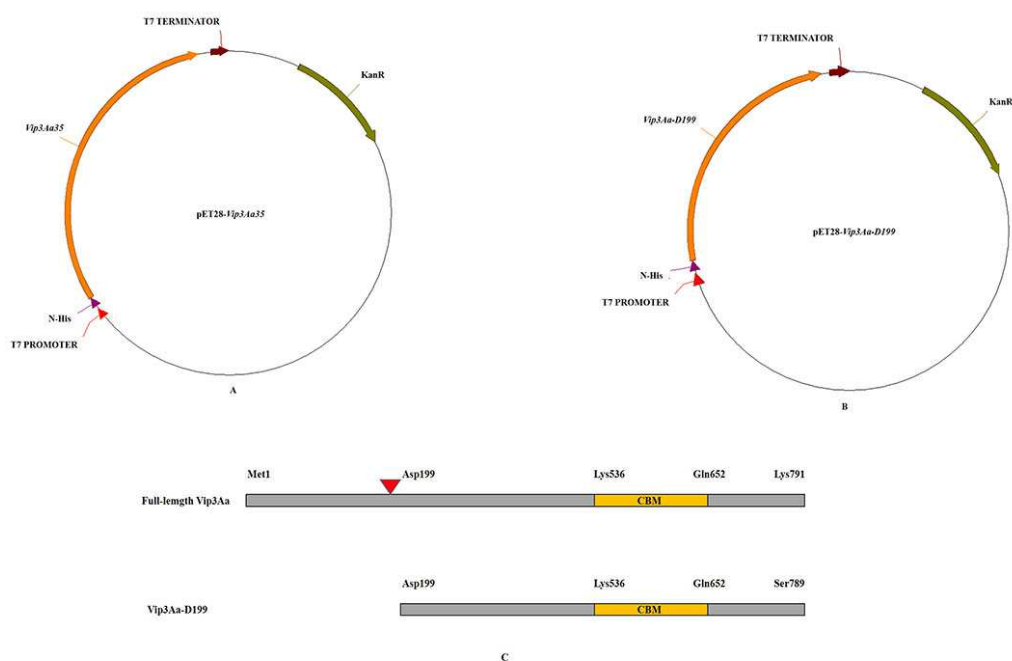 T7 TERMINATOR
KanR
Vip3Aa35
pET28-Vip3Aa35
N-His
T7 PROMOTER
A
T7 TERMINATOR
KanR
Vip3Aa-D199
pET28-Vip3Aa-D199
N-His
T7 PROMOTER
B
Met1 Asp199 Lys536 Gln652 Lys791
Full-length Vip3Aa CBM
Asp199 Lys536 Gln652 Ser789
Vip3Aa-D199 CBM
C